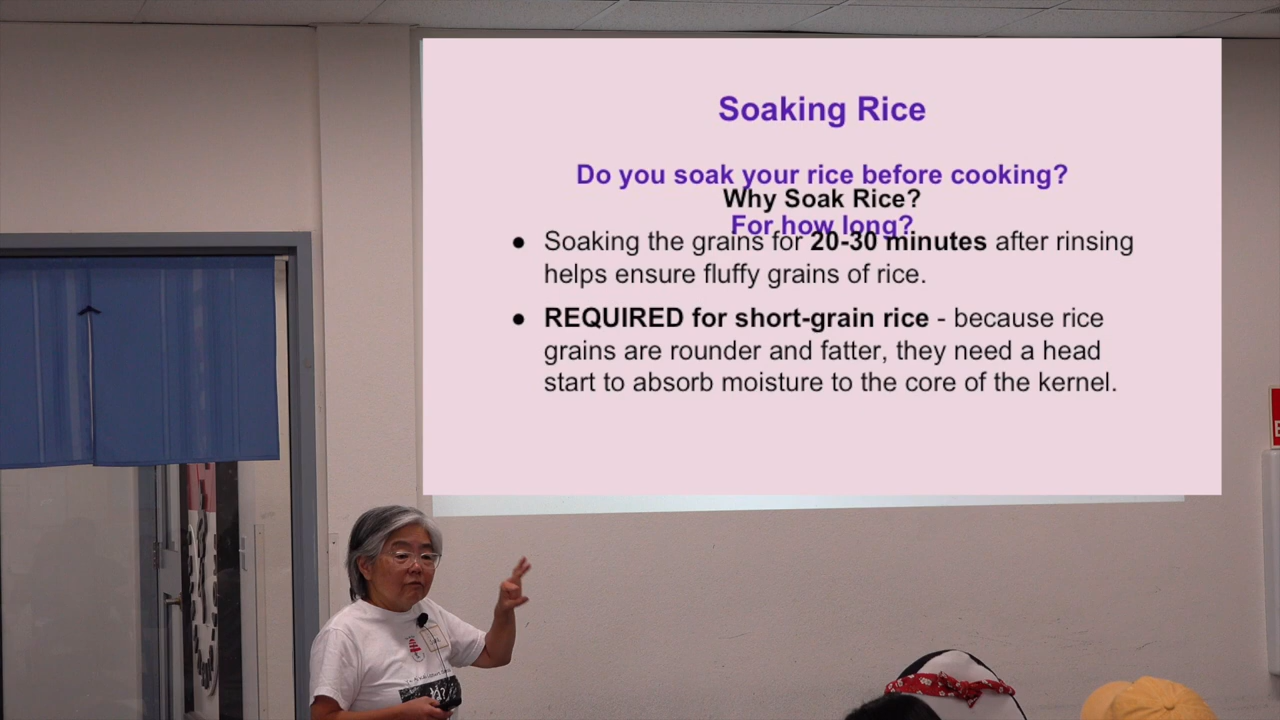 Soaking Rice
Do you soak your rice before cooking?
Why Soak Rice?
For how long?
● Soaking the grains for 20-30 minutes after rinsing
helps ensure fluffy grains of rice.
● REQUIRED for short-grain rice - because rice
grains are rounder and fatter, they need a head
start to absorb moisture to the core of the kernel.